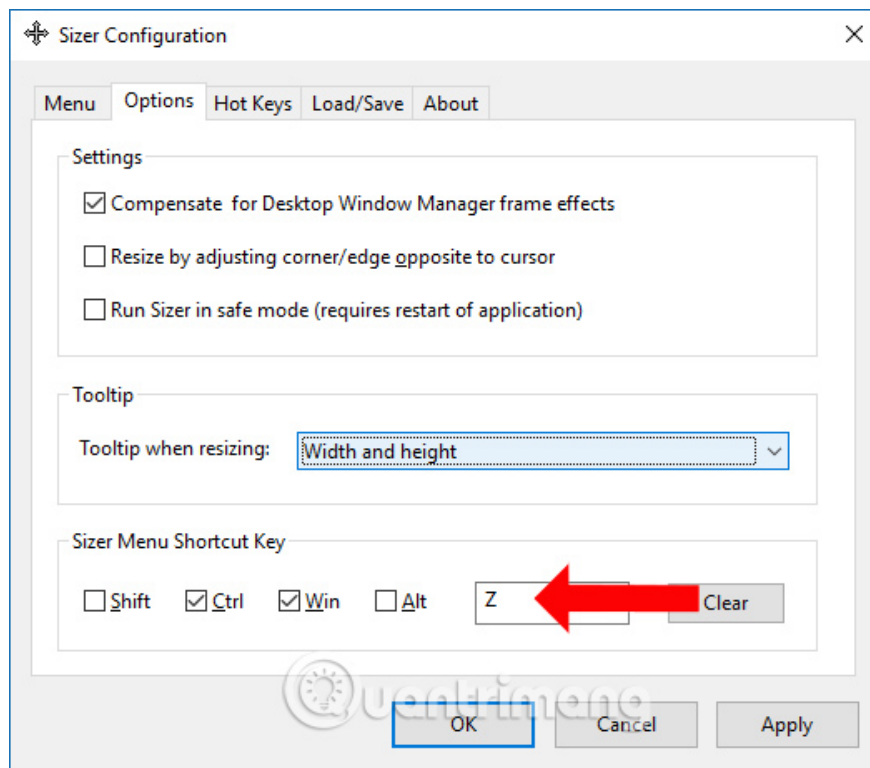 Sizer Configuration
Menu Options Hot Keys Load/Save About
Settings
Compensate for Desktop Window Manager frame effects
Resize by adjusting corner/edge opposite to cursor
Run Sizer in safe mode (requires restart of application)
Tooltip
Tooltip when resizing: Width and height
Sizer Menu Shortcut Key
Shift Ctrl Win Alt Z Clear
Quantrimang
OK Cancel Apply